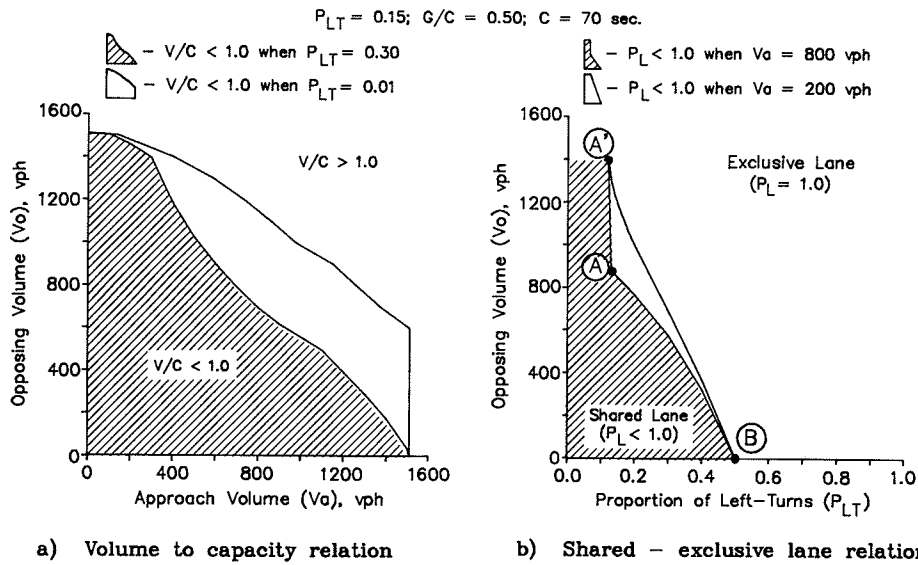 P_LT = 0.15; G/C = 0.50; C = 70 sec.
– V/C < 1.0 when P_LT = 0.30
– V/C < 1.0 when P_LT = 0.01
1600
1200
800
400
0
Opposing Volume (Vo), vph
V/C > 1.0
V/C < 1.0
0 400 800 1200 1600
Approach Volume (Va), vph
a) Volume to capacity relation
– P_L < 1.0 when Va = 800 vph
– P_L < 1.0 when Va = 200 vph
1600
1200
800
400
0
Opposing Volume (Vo), vph
A'
A
B
Exclusive Lane
(P_L = 1.0)
Shared Lane
(P_L < 1.0)
0.0 0.2 0.4 0.6 0.8 1.0
Proportion of Left–Turns (P_LT)
b) Shared – exclusive lane relation